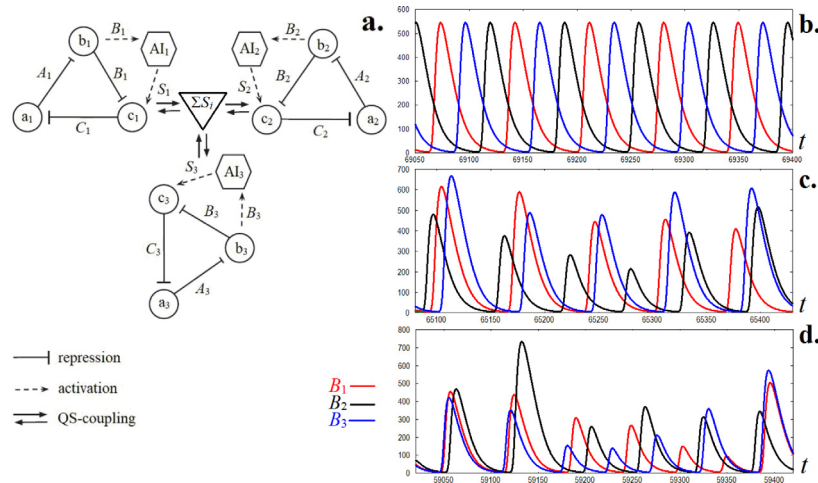 a.
b₁
B₁
AI₁
A₁
B₁
S₁
a₁
C₁
c₁
ΣSᵢ
AI₂
B₂
b₂
S₂
B₂
A₂
c₂
C₂
a₂
S₃
AI₃
c₃
B₃
B₃
C₃
b₃
a₃
A₃
repression
activation
QS-coupling
b.
600
500
400
300
200
100
0
69050 69100 69150 69200 69250 69300 69350 69400
t
c.
700
600
500
400
300
200
100
0
65100 65150 65200 65250 65300 65350 65400
t
d.
800
700
600
500
400
300
200
100
0
59050 59100 59150 59200 59250 59300 59350 59400
t
B₁
B₂
B₃